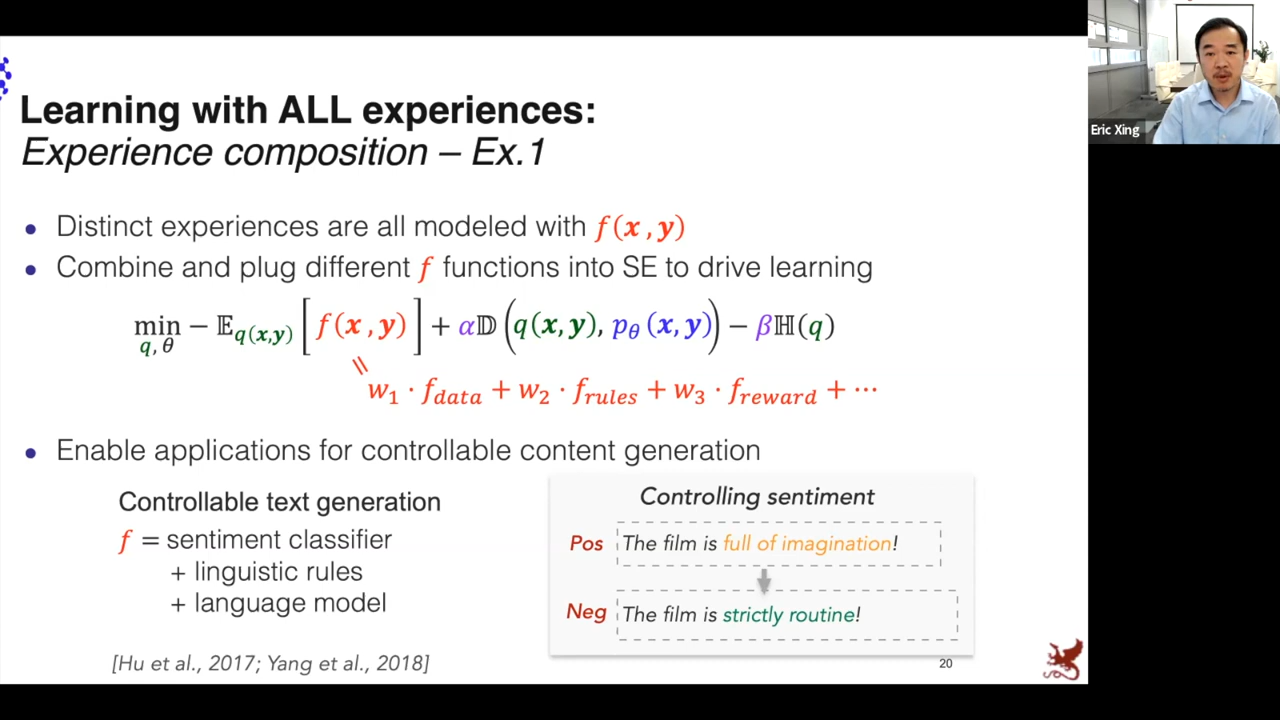 Learning with ALL experiences:
Experience composition – Ex.1
• Distinct experiences are all modeled with f(x, y)
• Combine and plug different f functions into SE to drive learning
min q, θ − 𝔼q(x,y) [ f(x, y) ] + α𝔻 ( q(x, y), pθ(x, y) ) − βℍ(q)
=
w1 · fdata + w2 · frules + w3 · freward + ⋯
• Enable applications for controllable content generation
Controllable text generation
f = sentiment classifier
+ linguistic rules
+ language model
[Hu et al., 2017; Yang et al., 2018]
Controlling sentiment
Pos The film is full of imagination!
Neg The film is strictly routine!
20
Eric Xing